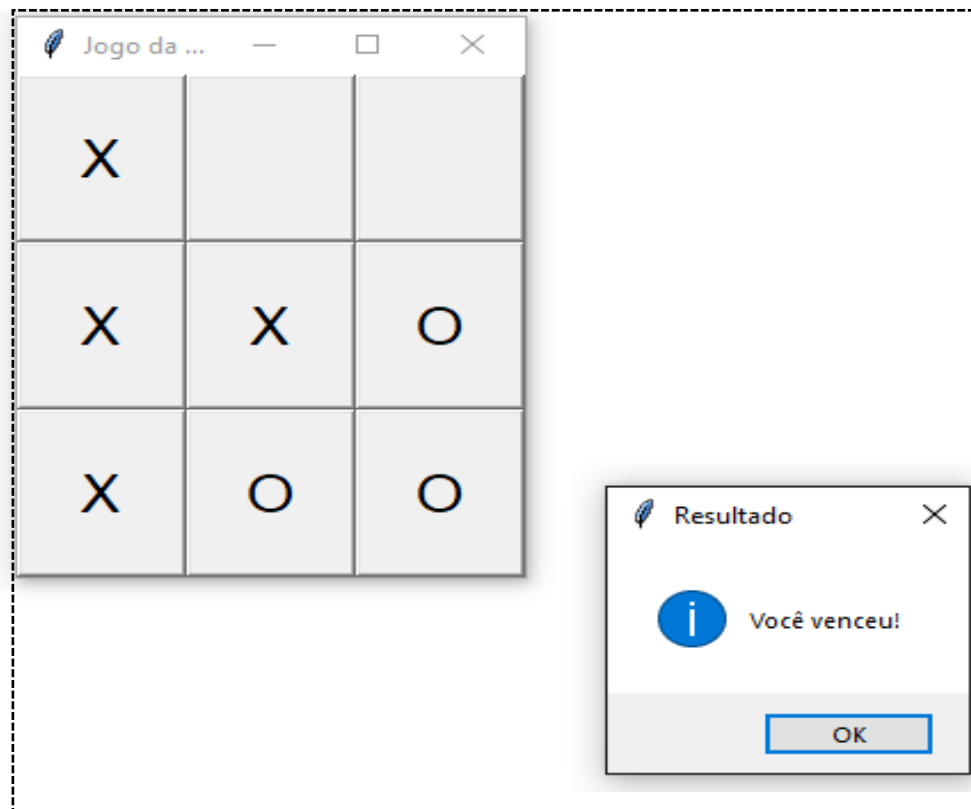 Jogo da ...
X
X X O
X O O
Resultado
i
Você venceu!
OK